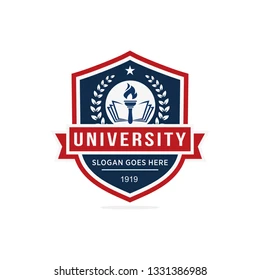 UNIVERSITY
SLOGAN GOES HERE
1919
shutterstock.com · 1331386988